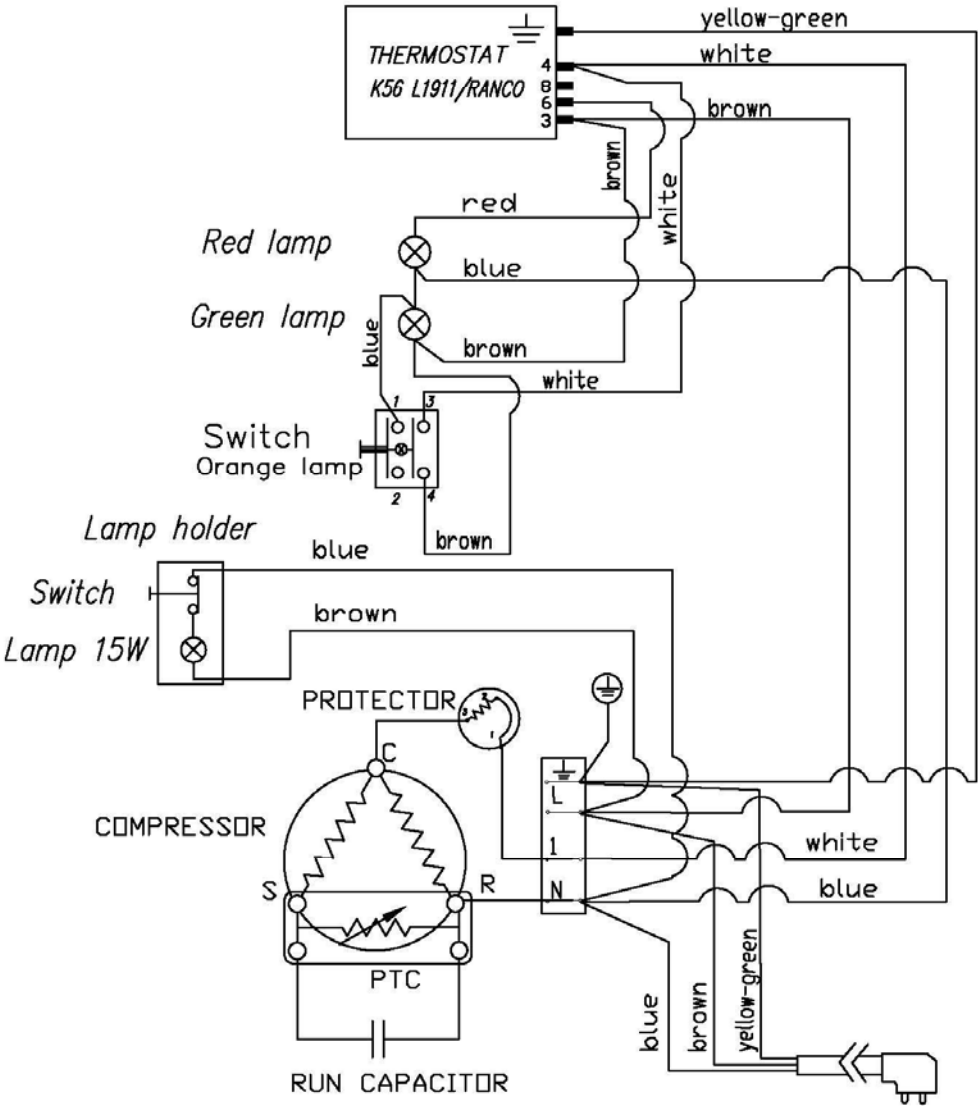 yellow-green
THERMOSTAT
K56 L1911/RANCO
4
8
6
3
white
brown
brown
white
red
Red lamp
blue
Green lamp
blue
brown
white
1
3
Switch
Orange lamp
2
4
brown
Lamp holder
blue
Switch
brown
Lamp 15W
PROTECTOR
3
2
1
C
L
COMPRESSOR
1
white
S
R
N
blue
PTC
blue
brown
yellow-green
RUN CAPACITOR